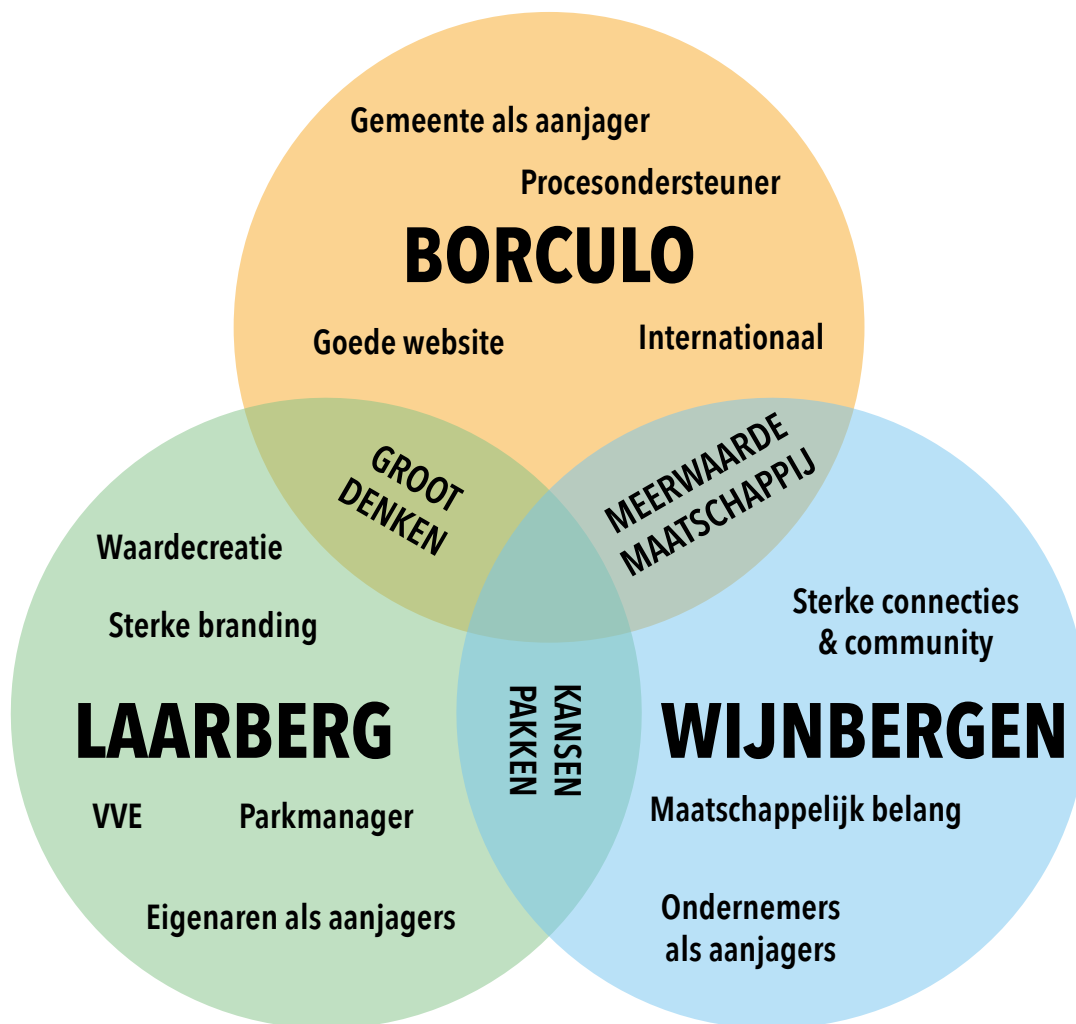 Gemeente als aanjager
Procesondersteuner
BORCULO
Goede website
Internationaal
GROOT
DENKEN
MEERWAARDE
MAATSCHAPPIJ
Waardecreatie
Sterke branding
LAARBERG
VVE
Parkmanager
Eigenaren als aanjagers
KANSEN
PAKKEN
Sterke connecties
& community
WIJNBERGEN
Maatschappelijk belang
Ondernemers
als aanjagers